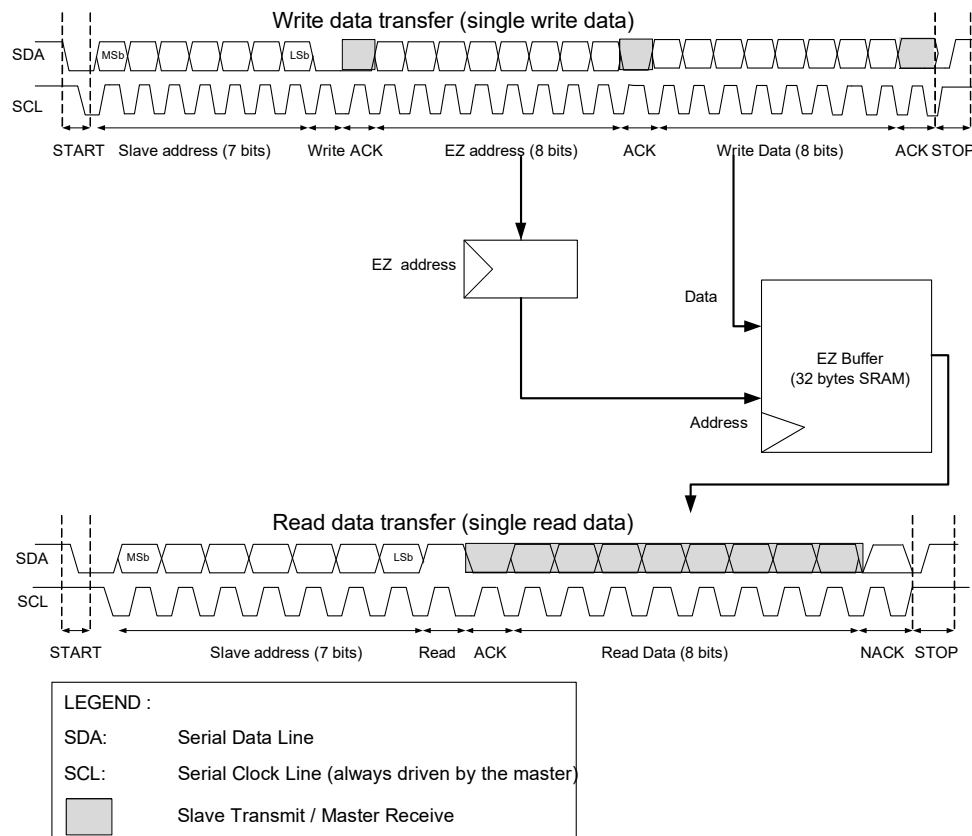 Write data transfer (single write data)
SDA MSb LSb
SCL
START Slave address (7 bits) Write ACK EZ address (8 bits) ACK Write Data (8 bits) ACK STOP
EZ address
Data
EZ Buffer
(32 bytes SRAM)
Address
Read data transfer (single read data)
SDA MSb LSb
SCL
START Slave address (7 bits) Read ACK Read Data (8 bits) NACK STOP
LEGEND :
SDA: Serial Data Line
SCL: Serial Clock Line (always driven by the master)
Slave Transmit / Master Receive